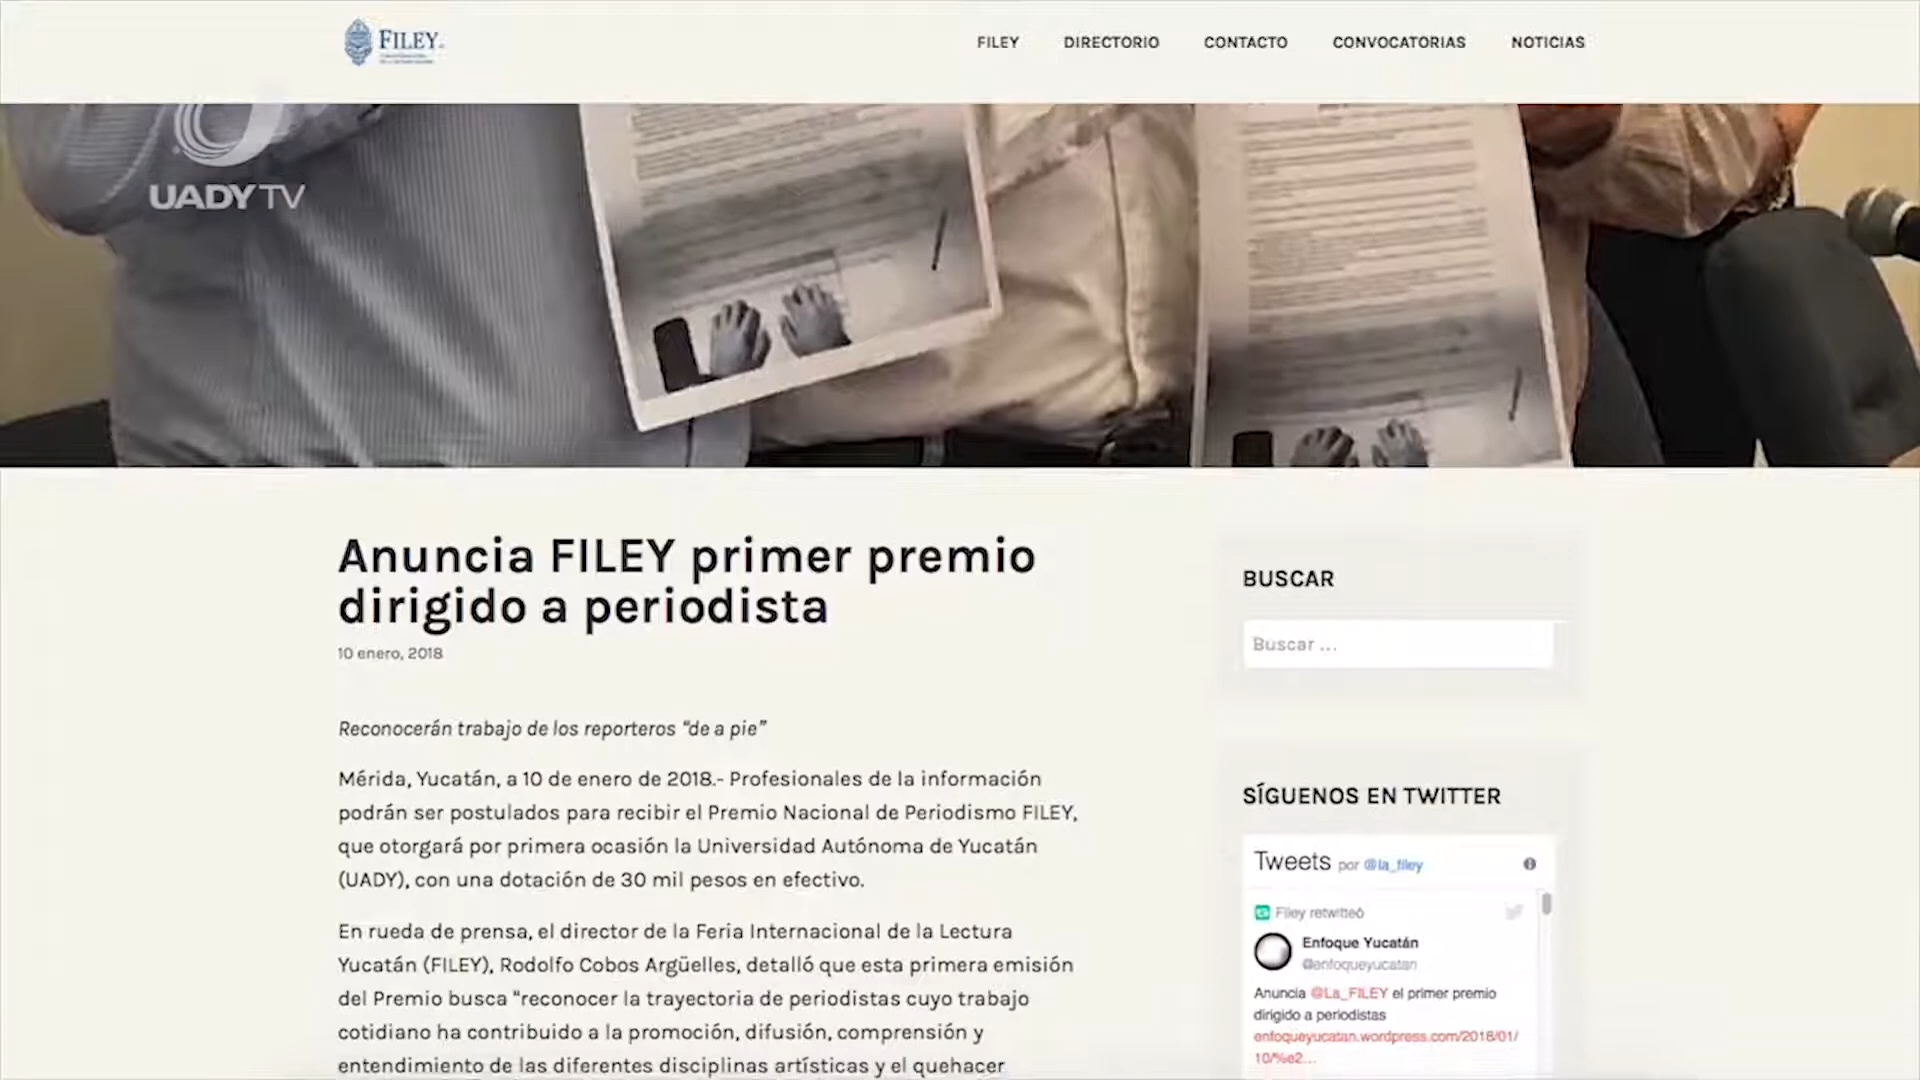 FILEY
FILEY
DIRECTORIO
CONTACTO
CONVOCATORIAS
NOTICIAS
UADY TV
Anuncia FILEY primer premio
dirigido a periodista
10 enero, 2018
Reconocerán trabajo de los reporteros “de a pie”
Mérida, Yucatán, a 10 de enero de 2018.- Profesionales de la información
podrán ser postulados para recibir el Premio Nacional de Periodismo FILEY,
que otorgará por primera ocasión la Universidad Autónoma de Yucatán
(UADY), con una dotación de 30 mil pesos en efectivo.
En rueda de prensa, el director de la Feria Internacional de la Lectura
Yucatán (FILEY), Rodolfo Cobos Argüelles, detalló que esta primera emisión
del Premio busca "reconocer la trayectoria de periodistas cuyo trabajo
cotidiano ha contribuido a la promoción, difusión, comprensión y
entendimiento de las diferentes disciplinas artísticas y el quehacer
BUSCAR
Buscar ...
SÍGUENOS EN TWITTER
Tweets por @la_filey
Filey retwitteó
Enfoque Yucatán
@enfoqueyucatan
Anuncia @La_FILEY el primer premio
dirigido a periodistas
enfoqueyucatan.wordpress.com/2018/01/
10/%e2...